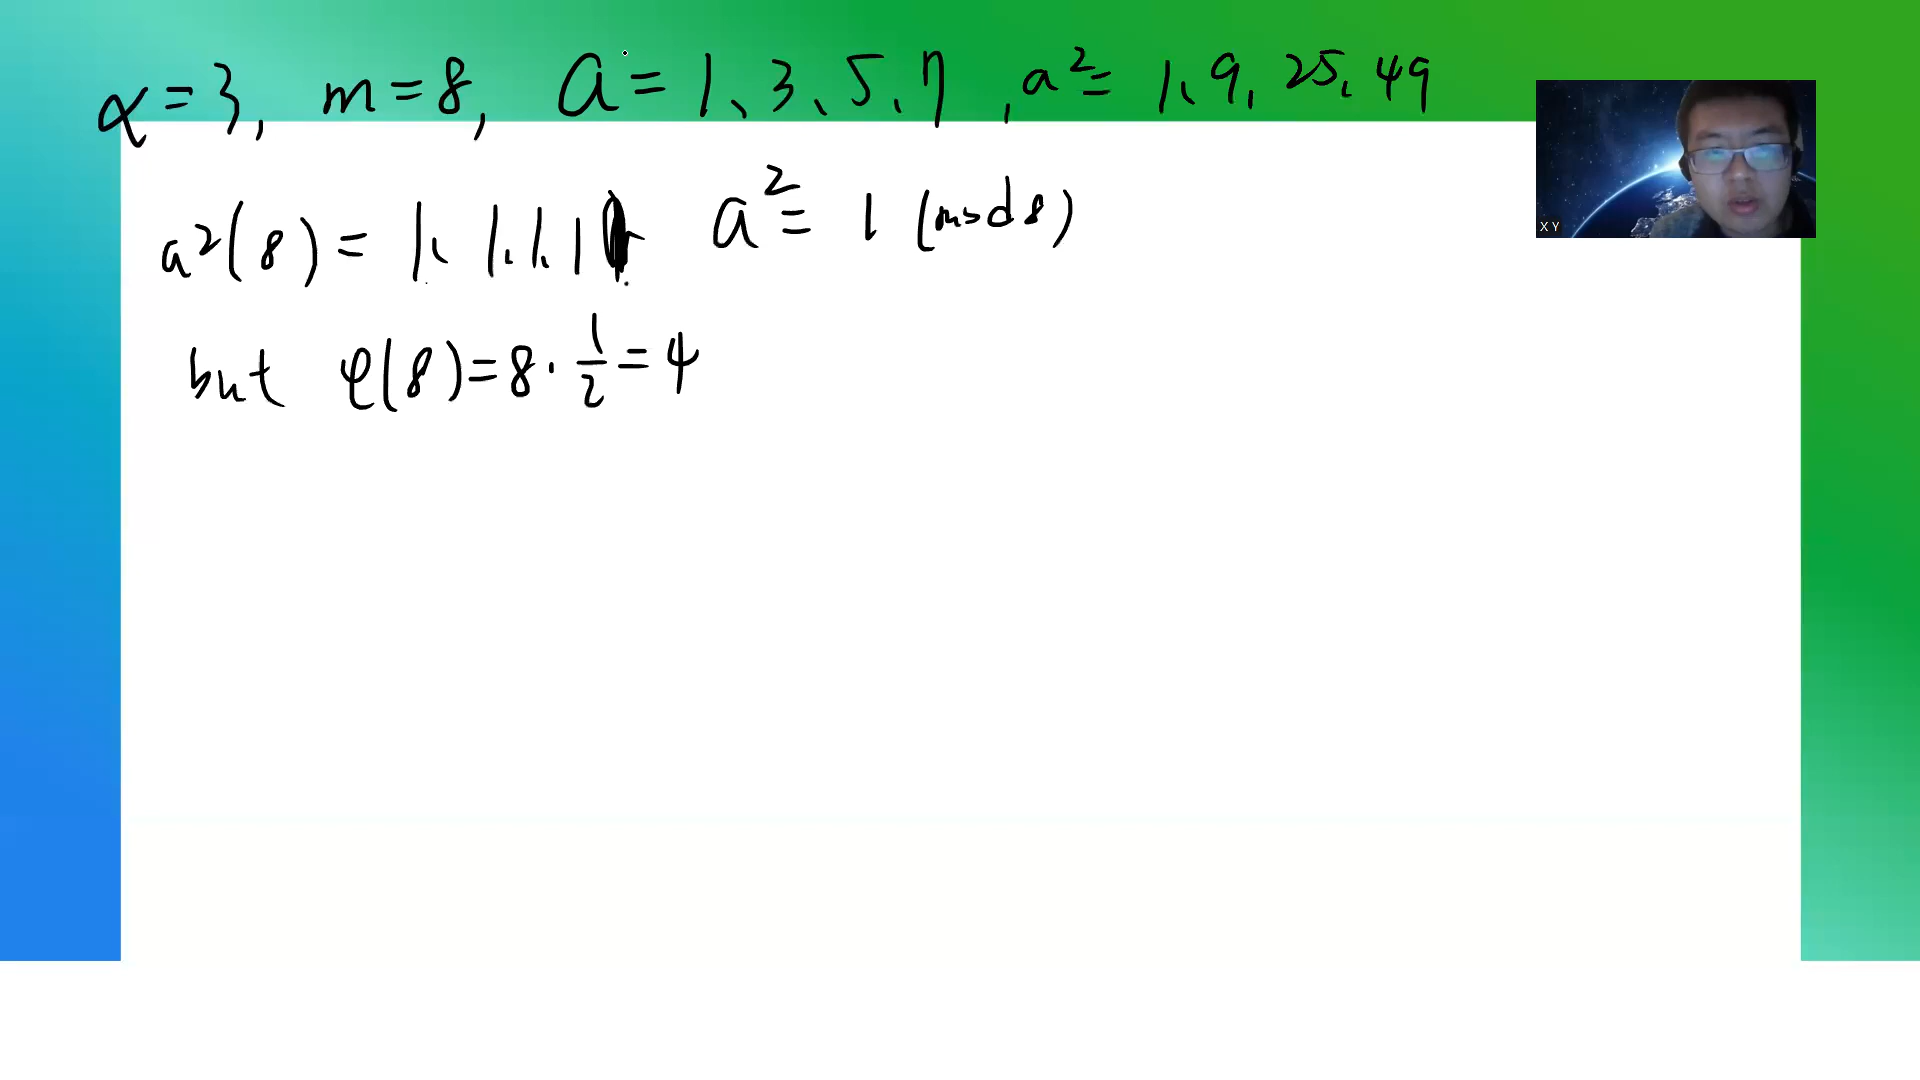 α=3, m=8, a=1、3、5、7, a²= 1、9、25、49
a²(8)= 1、1、1、1 a²= 1 (mod 8)
but φ(8)=8·1/2=4
X Y